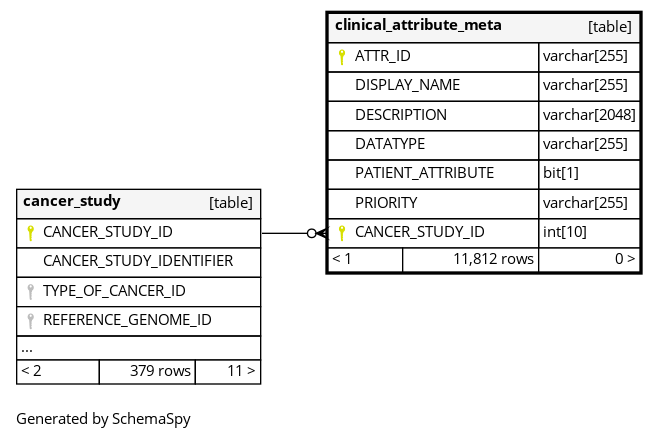 clinical_attribute_meta [table]
ATTR_ID varchar[255]
DISPLAY_NAME varchar[255]
DESCRIPTION varchar[2048]
DATATYPE varchar[255]
PATIENT_ATTRIBUTE bit[1]
PRIORITY varchar[255]
CANCER_STUDY_ID int[10]
< 1 11,812 rows 0 >
cancer_study [table]
CANCER_STUDY_ID
CANCER_STUDY_IDENTIFIER
TYPE_OF_CANCER_ID
REFERENCE_GENOME_ID
...
< 2 379 rows 11 >
Generated by SchemaSpy